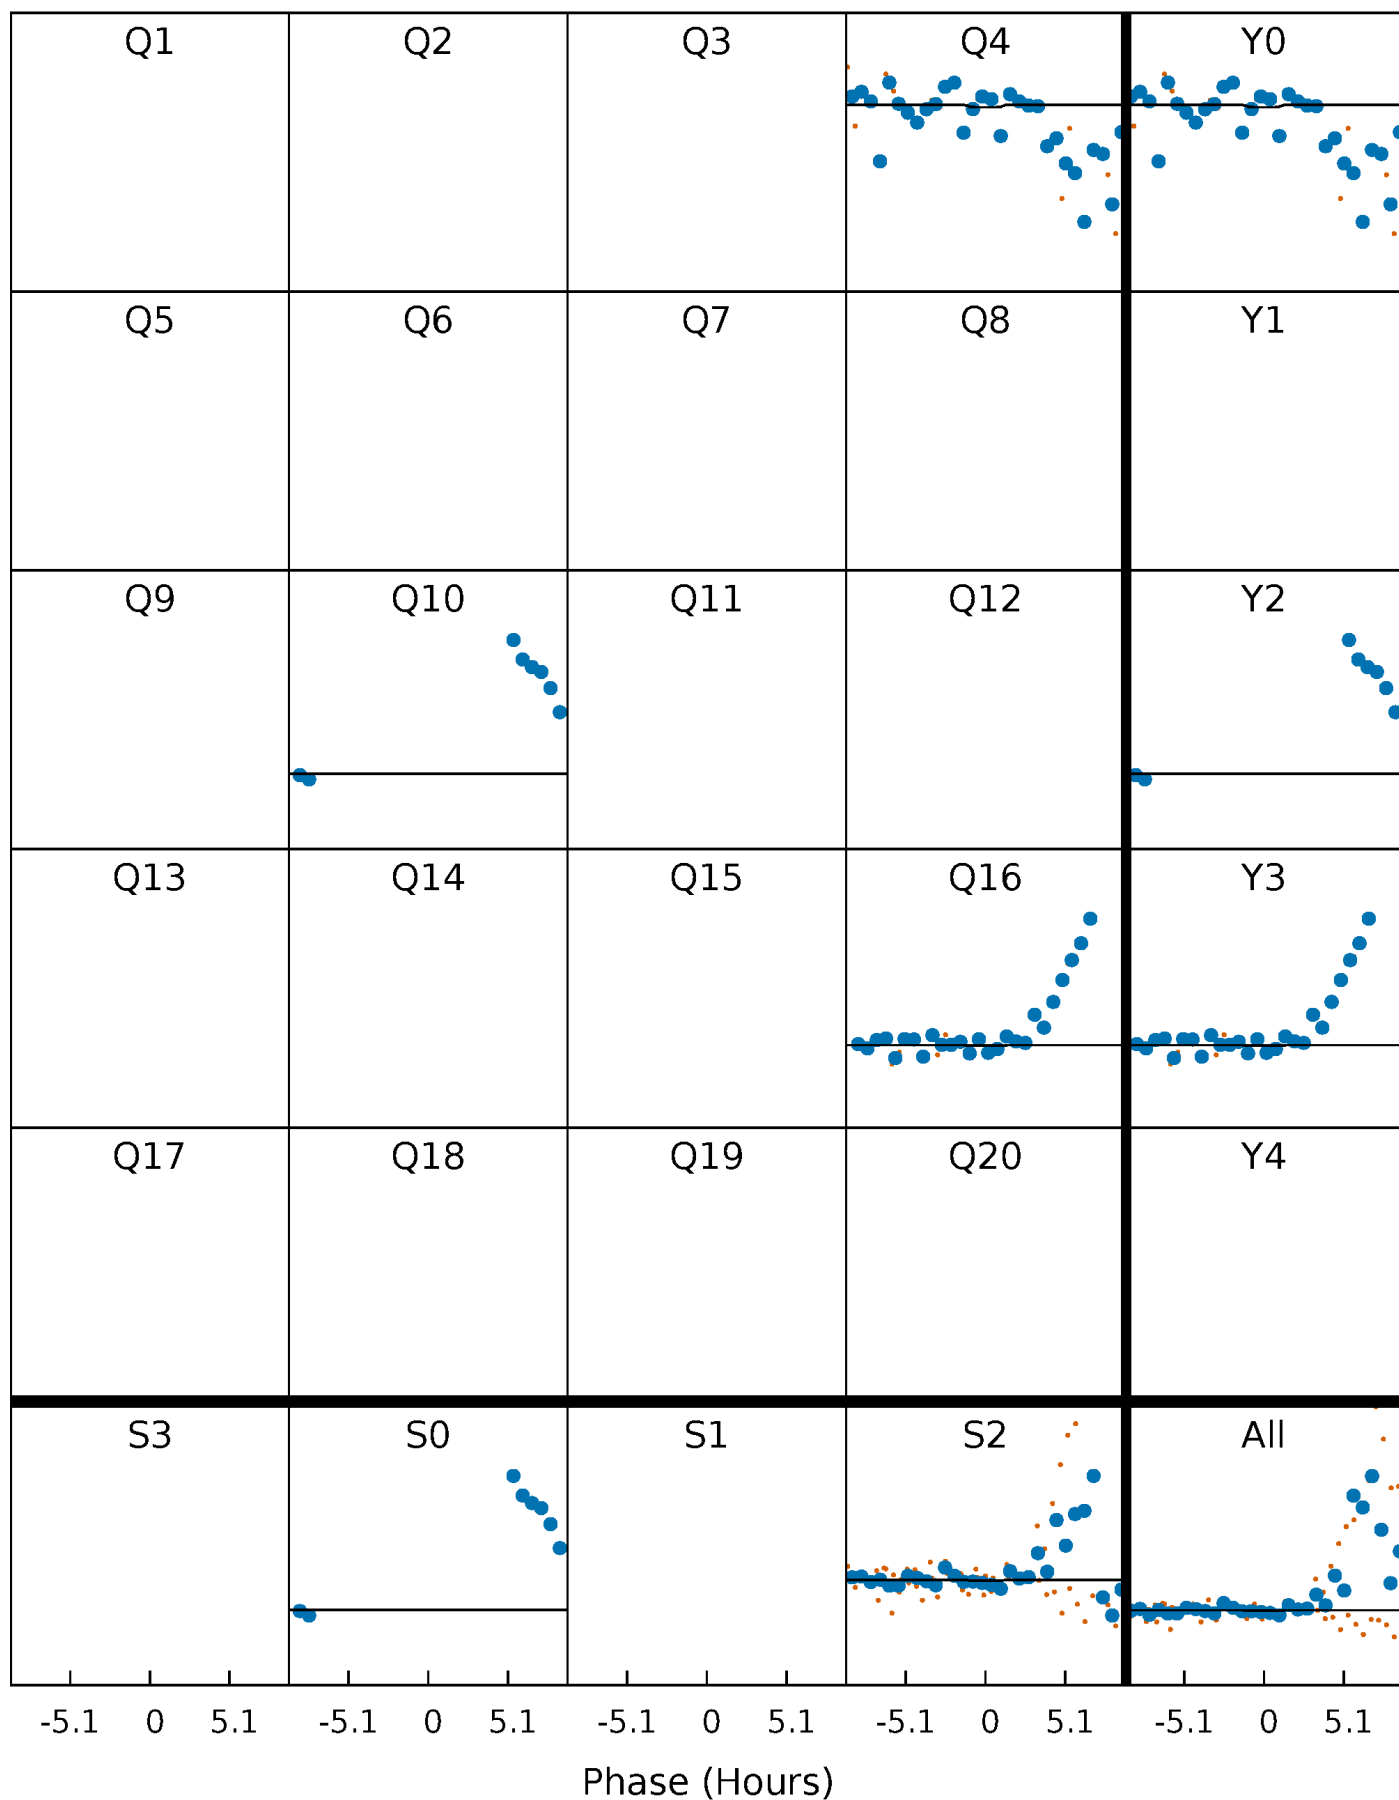 Q1 Q2 Q3 Q4 Y0
Q5 Q6 Q7 Q8 Y1
Q9 Q10 Q11 Q12 Y2
Q13 Q14 Q15 Q16 Y3
Q17 Q18 Q19 Q20 Y4
S3 S0 S1 S2 All
-5.1 0 5.1 -5.1 0 5.1 -5.1 0 5.1 -5.1 0 5.1 -5.1 0 5.1
Phase (Hours)